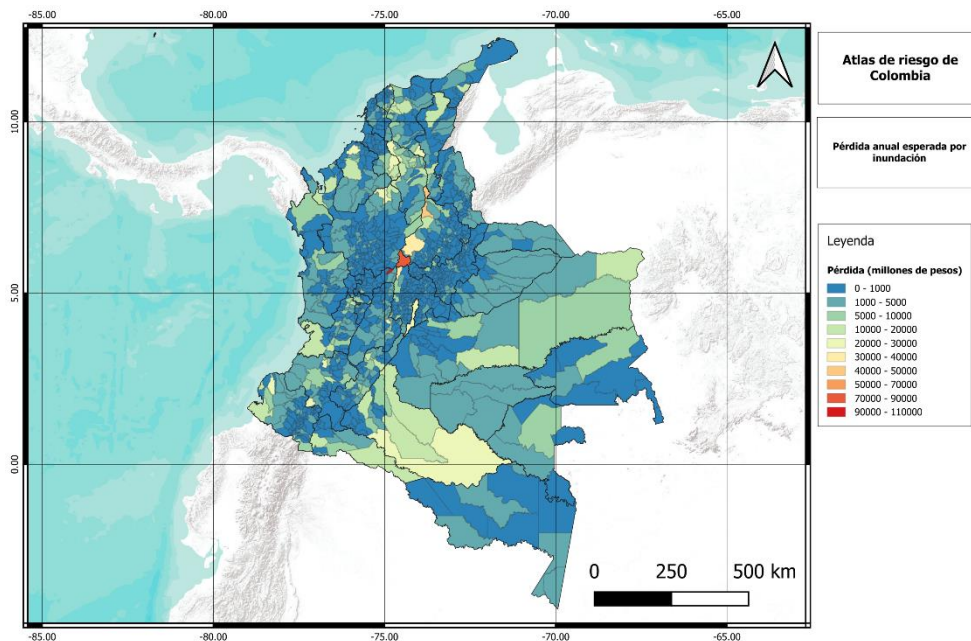 -85.00
-80.00
-75.00
-70.00
-65.00
10.00
5.00
0.00
0 250 500 km
-85.00
-80.00
-75.00
-70.00
-65.00
Atlas de riesgo de
Colombia
Pérdida anual esperada por
inundación
Leyenda
Pérdida (millones de pesos)
0 - 1000
1000 - 5000
5000 - 10000
10000 - 20000
20000 - 30000
30000 - 40000
40000 - 50000
50000 - 70000
70000 - 90000
90000 - 110000